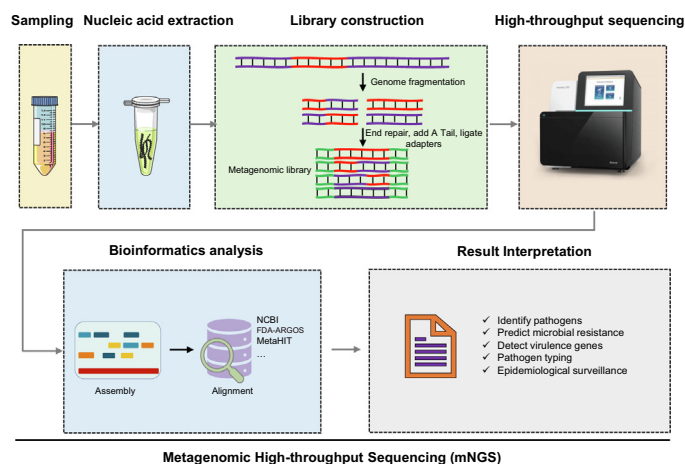 Sampling
Nucleic acid extraction
Library construction
High-throughput sequencing
Genome fragmentation
End repair, add A Tail, ligate
adapters
Metagenomic library
Bioinformatics analysis
Result Interpretation
NCBI
FDA-ARGOS
MetaHIT
...
Assembly
Alignment
✓ Identify pathogens
✓ Predict microbial resistance
✓ Detect virulence genes
✓ Pathogen typing
✓ Epidemiological surveillance
Metagenomic High-throughput Sequencing (mNGS)